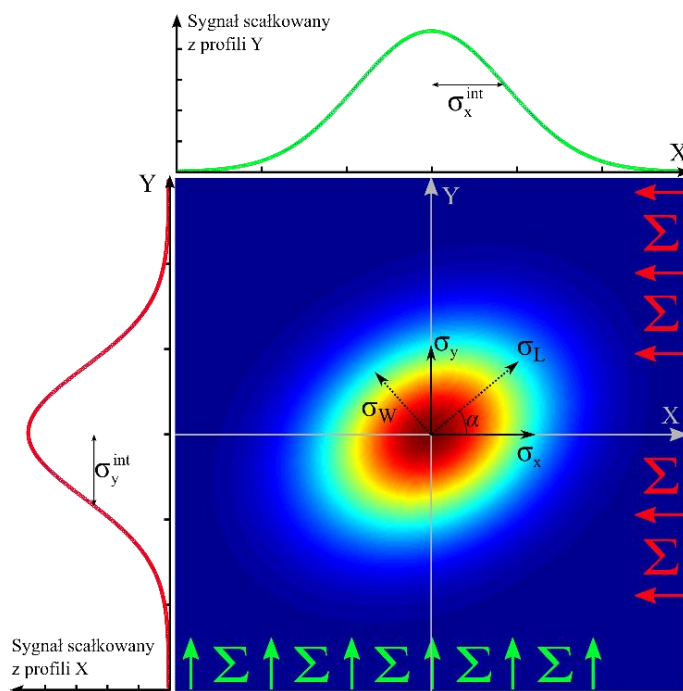 Sygnał scałkowany
z profili Y
σ_x^int
X
Y
Y
Σ
Σ
σ_y
σ_L
σ_W
α
X
σ_x
σ_y^int
Σ
Σ
Sygnał scałkowany
z profili X
Σ Σ Σ Σ Σ